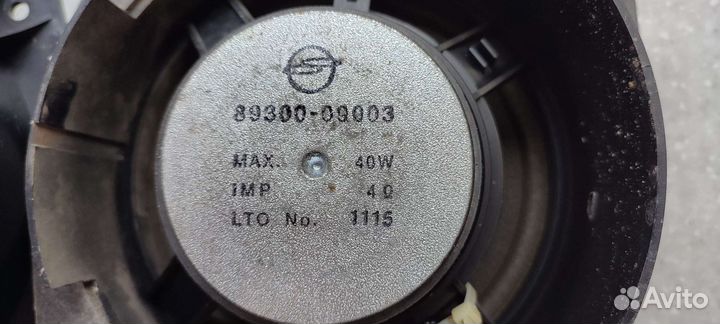 89300-09003
MAX. 40W
IMP 4Ω
LTO No. 1115
Avito